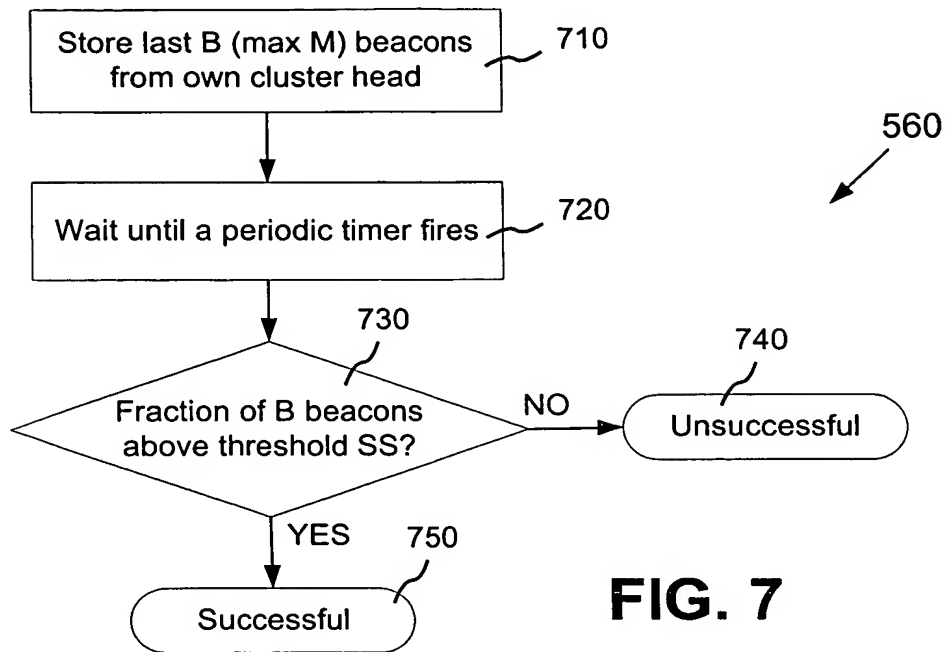 Store last B (max M) beacons
from own cluster head
710
560
Wait until a periodic timer fires
720
730
Fraction of B beacons
above threshold SS?
NO
740
Unsuccessful
YES
750
Successful
FIG. 7